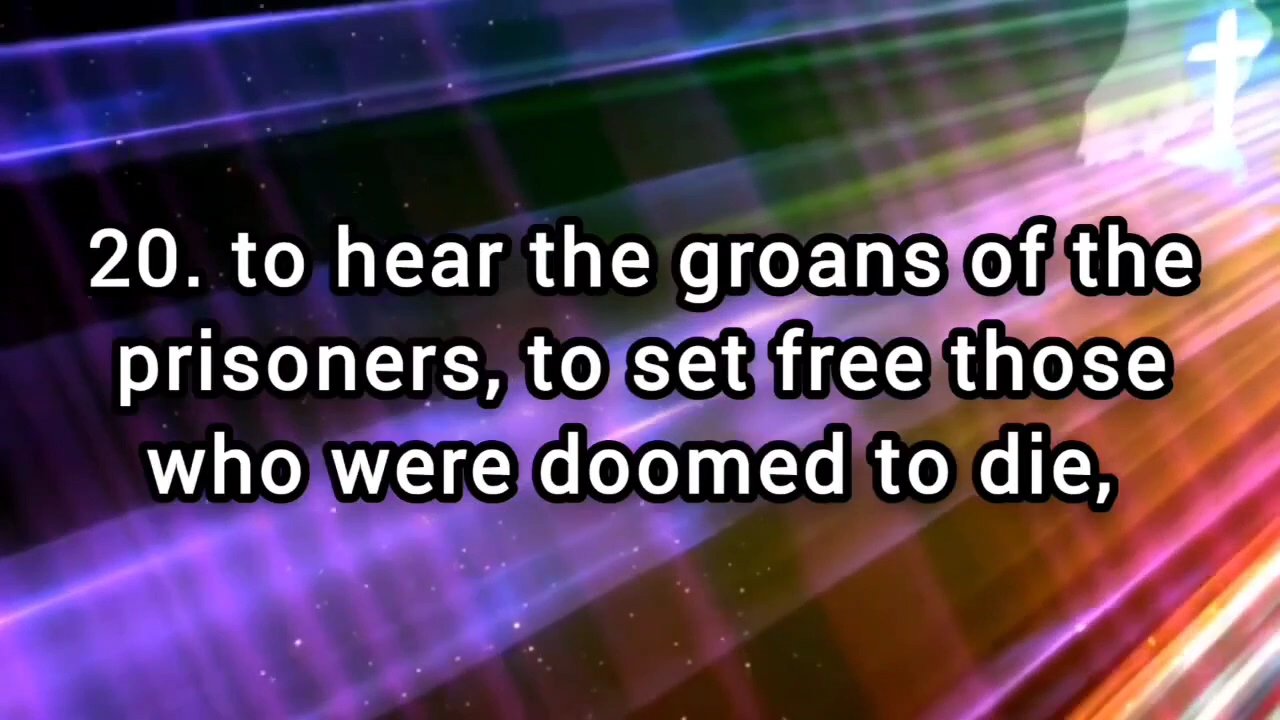 20. to hear the groans of the
prisoners, to set free those
who were doomed to die,